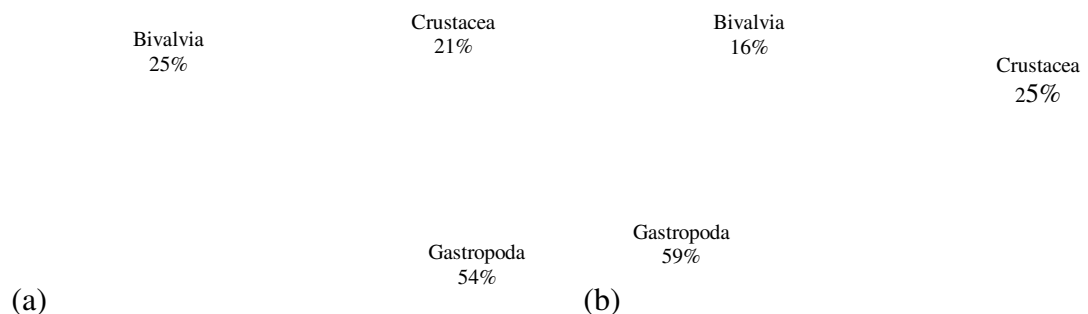 Bivalvia
25%
Crustacea
21%
Gastropoda
54%
(a)
Bivalvia
16%
Crustacea
25%
Gastropoda
59%
(b)